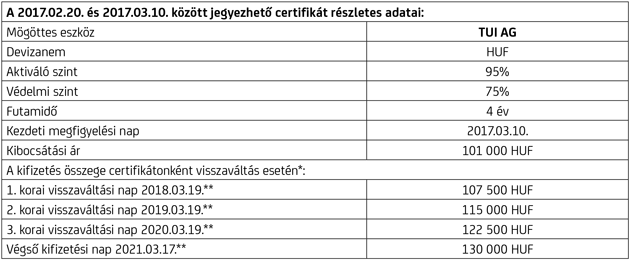 A 2017.02.20. és 2017.03.10. között jegyezhető certifikát részletes adatai:
Mögöttes eszköz TUI AG
Devizanem HUF
Aktiváló szint 95%
Védelmi szint 75%
Futamidő 4 év
Kezdeti megfigyelési nap 2017.03.10.
Kibocsátási ár 101 000 HUF
A kifizetés összege certifikátonként visszaváltás esetén*:
1. korai visszaváltási nap 2018.03.19.** 107 500 HUF
2. korai visszaváltási nap 2019.03.19.** 115 000 HUF
3. korai visszaváltási nap 2020.03.19.** 122 500 HUF
Végső kifizetési nap 2021.03.17.** 130 000 HUF